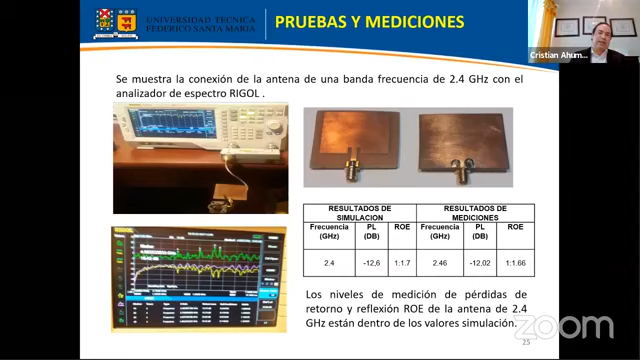 UNIVERSIDAD TECNICA
FEDERICO SANTA MARIA
PRUEBAS Y MEDICIONES
Cristian Ahum...
Se muestra la conexión de la antena de una banda frecuencia de 2.4 GHz con el
analizador de espectro RIGOL .
RESULTADOS DE SIMULACION RESULTADOS DE MEDICIONES
Frecuencia (GHz) PL (DB) ROE Frecuencia (GHz) PL (DB) ROE
2.4 -12,6 1:1.7 2.46 -12,02 1:1.66
Los niveles de medición de pérdidas de
retorno y reflexión ROE de la antena de 2.4
GHz están dentro de los valores simulación.
zoom
25